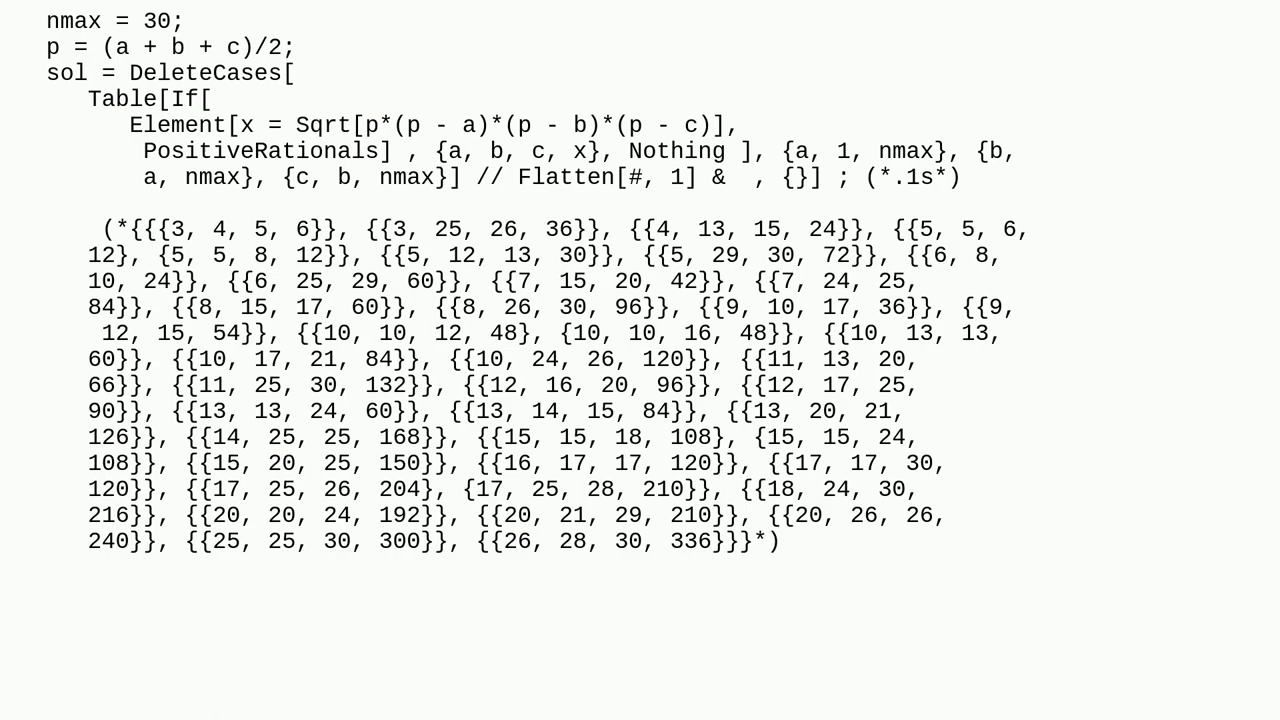 nmax = 30;
p = (a + b + c)/2;
sol = DeleteCases[
Table[If[
Element[x = Sqrt[p*(p - a)*(p - b)*(p - c)],
PositiveRationals] , {a, b, c, x}, Nothing ], {a, 1, nmax}, {b,
a, nmax}, {c, b, nmax}] // Flatten[#, 1] &  , {}] ; (*.1s*)
(*{{{3, 4, 5, 6}}, {{3, 25, 26, 36}}, {{4, 13, 15, 24}}, {{5, 5, 6,
12}, {5, 5, 8, 12}}, {{5, 12, 13, 30}}, {{5, 29, 30, 72}}, {{6, 8,
10, 24}}, {{6, 25, 29, 60}}, {{7, 15, 20, 42}}, {{7, 24, 25,
84}}, {{8, 15, 17, 60}}, {{8, 26, 30, 96}}, {{9, 10, 17, 36}}, {{9,
12, 15, 54}}, {{10, 10, 12, 48}, {10, 10, 16, 48}}, {{10, 13, 13,
60}}, {{10, 17, 21, 84}}, {{10, 24, 26, 120}}, {{11, 13, 20,
66}}, {{11, 25, 30, 132}}, {{12, 16, 20, 96}}, {{12, 17, 25,
90}}, {{13, 13, 24, 60}}, {{13, 14, 15, 84}}, {{13, 20, 21,
126}}, {{14, 25, 25, 168}}, {{15, 15, 18, 108}, {15, 15, 24,
108}}, {{15, 20, 25, 150}}, {{16, 17, 17, 120}}, {{17, 17, 30,
120}}, {{17, 25, 26, 204}, {17, 25, 28, 210}}, {{18, 24, 30,
216}}, {{20, 20, 24, 192}}, {{20, 21, 29, 210}}, {{20, 26, 26,
240}}, {{25, 25, 30, 300}}, {{26, 28, 30, 336}}}*)